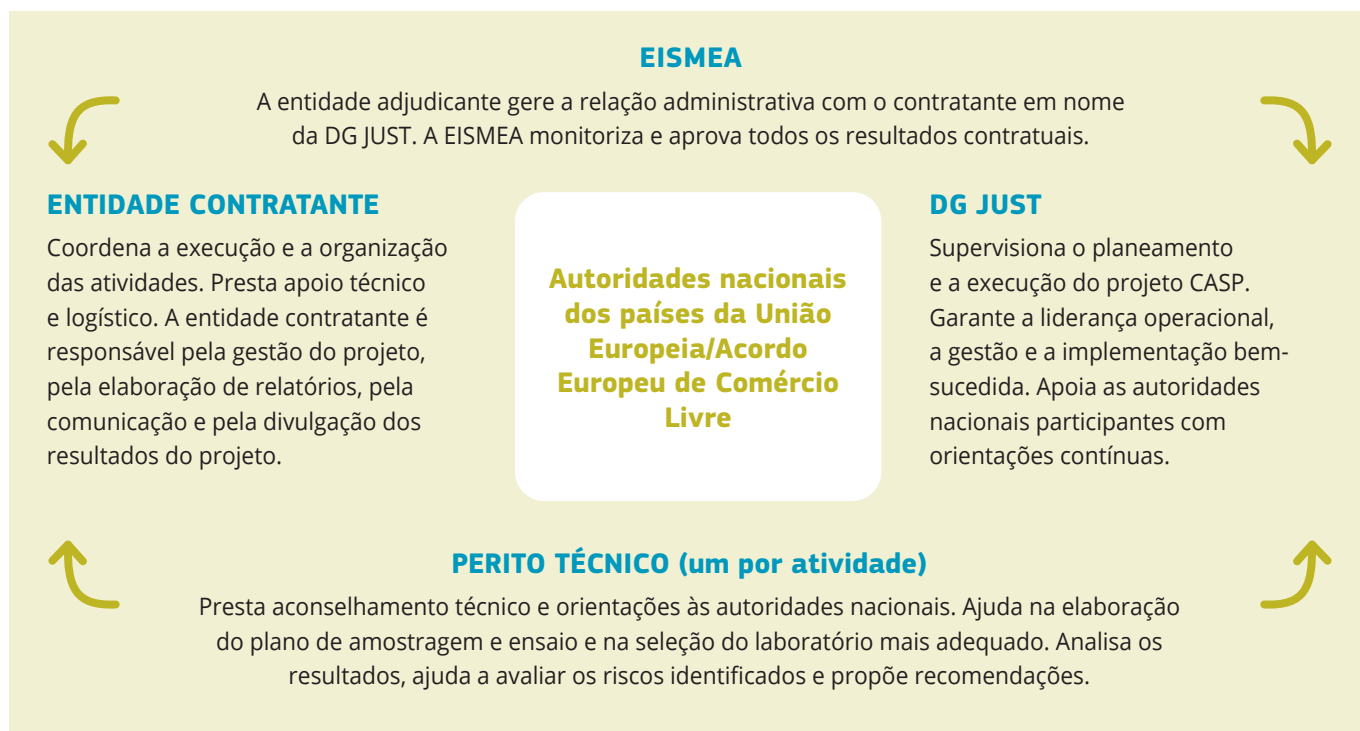 EISMEA
A entidade adjudicante gere a relação administrativa com o contratante em nome
da DG JUST. A EISMEA monitoriza e aprova todos os resultados contratuais.
ENTIDADE CONTRATANTE
Coordena a execução e a organização
das atividades. Presta apoio técnico
e logístico. A entidade contratante é
responsável pela gestão do projeto,
pela elaboração de relatórios, pela
comunicação e pela divulgação dos
resultados do projeto.
Autoridades nacionais
dos países da União
Europeia/Acordo
Europeu de Comércio
Livre
DG JUST
Supervisiona o planeamento
e a execução do projeto CASP.
Garante a liderança operacional,
a gestão e a implementação bem-
sucedida. Apoia as autoridades
nacionais participantes com
orientações contínuas.
PERITO TÉCNICO (um por atividade)
Presta aconselhamento técnico e orientações às autoridades nacionais. Ajuda na elaboração
do plano de amostragem e ensaio e na seleção do laboratório mais adequado. Analisa os
resultados, ajuda a avaliar os riscos identificados e propõe recomendações.